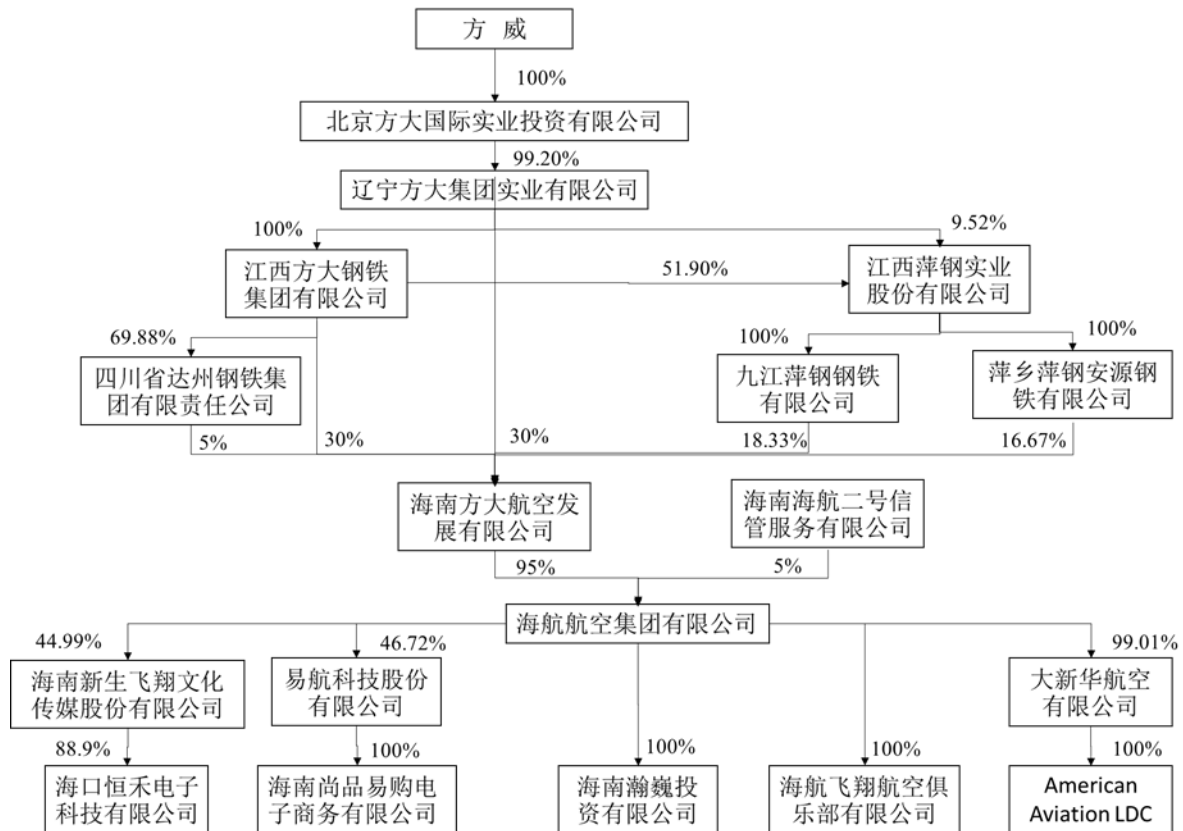 方 威
100%
北京方大国际实业投资有限公司
99.20%
辽宁方大集团实业有限公司
100%
9.52%
江西方大钢铁
集团有限公司
51.90%
江西萍钢实业
股份有限公司
69.88%
100%
100%
四川省达州钢铁集
团有限责任公司
九江萍钢钢铁
有限公司
萍乡萍钢安源钢
铁有限公司
5%
30%
30%
18.33%
16.67%
海南方大航空发
展有限公司
海南海航二号信
管服务有限公司
95%
5%
海航航空集团有限公司
44.99%
46.72%
99.01%
海南新生飞翔文化
传媒股份有限公司
易航科技股份
有限公司
大新华航空
有限公司
88.9%
100%
100%
100%
100%
海口恒禾电子
科技有限公司
海南尚品易购电
子商务有限公司
海南瀚巍投
资有限公司
海航飞翔航空俱
乐部有限公司
American
Aviation LDC